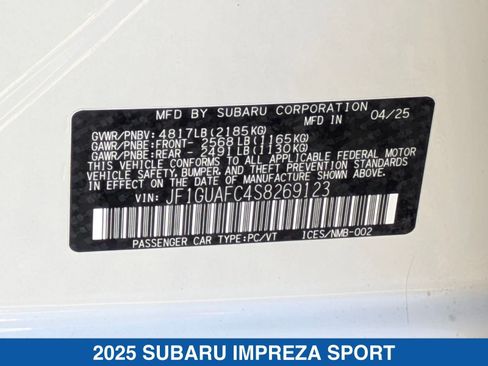 MFD BY SUBARU CORPORATION 04/25
GVWR/PNBV: 4817LB(2185KG)
GAWR/PNBE:FRONT- 2568LB(1165KG)
GAWR/PNBE:REAR - 2491LB(1130KG)
THIS VEHICLE CONFORMS TO ALL APPLICABLE FEDERAL MOTOR
VEHICLE SAFETY, BUMPER, AND THEFT PREVENTION STANDARDS
IN EFFECT ON THE DATE OF MANUFACTURE SHOWN ABOVE.
VIN: JF1GUAFC4S8269123
PASSENGER CAR TYPE:PC/VT ICES/NMB-002
2025 SUBARU IMPREZA SPORT